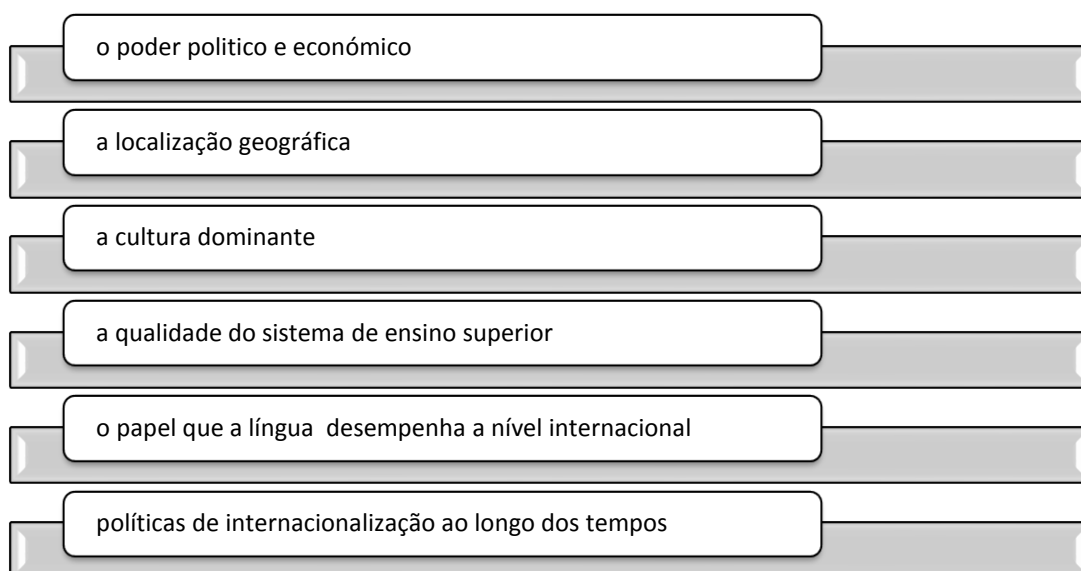 o poder politico e económico
a localização geográfica
a cultura dominante
a qualidade do sistema de ensino superior
o papel que a língua desempenha a nível internacional
políticas de internacionalização ao longo dos tempos